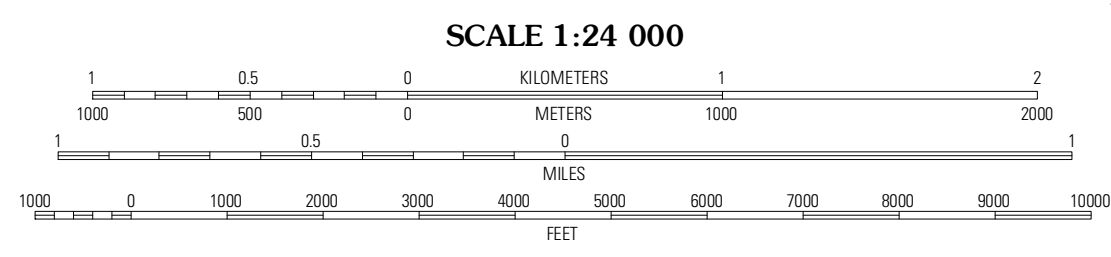 SCALE 1:24 000
1 0.5 0 KILOMETERS 1 2
1000 500 0 METERS 1000 2000
1 0.5 0 1
MILES
1000 0 1000 2000 3000 4000 5000 6000 7000 8000 9000 10000
FEET